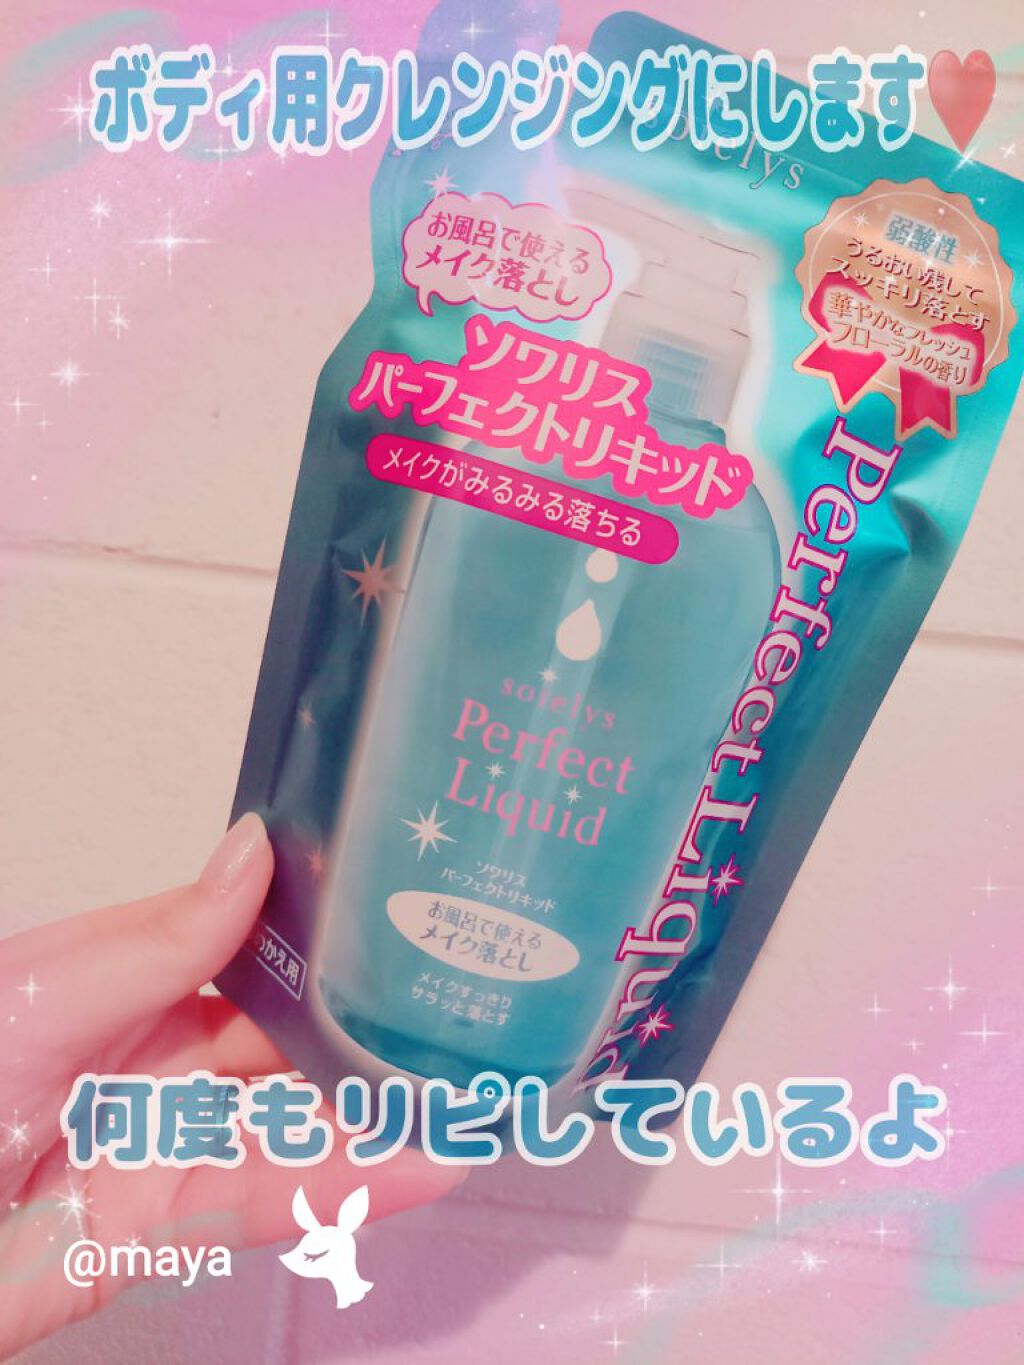 ボディ用クレンジングにします♥
sorelys
弱酸性
うるおい残して
スッキリ落とす
華やかなフレッシュ
フローラルの香り
お風呂で使える
メイク落とし
ソワリス
パーフェクトリキッド
メイクがみるみる落ちる
Perfect Liquid
sorelys
Perfect
Liquid
ソワリス
パーフェクトリキッド
お風呂で使える
メイク落とし
メイクすっきり
サラッと落とす
つめかえ用
何度もリピしているよ
@maya